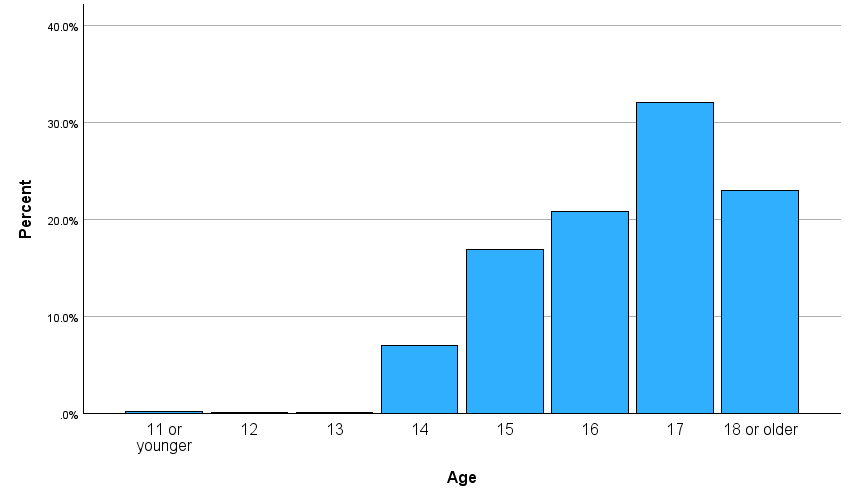 40.0%
30.0%
20.0%
10.0%
.0%
Percent
11 or
younger
12
13
14
15
16
17
18 or older
Age